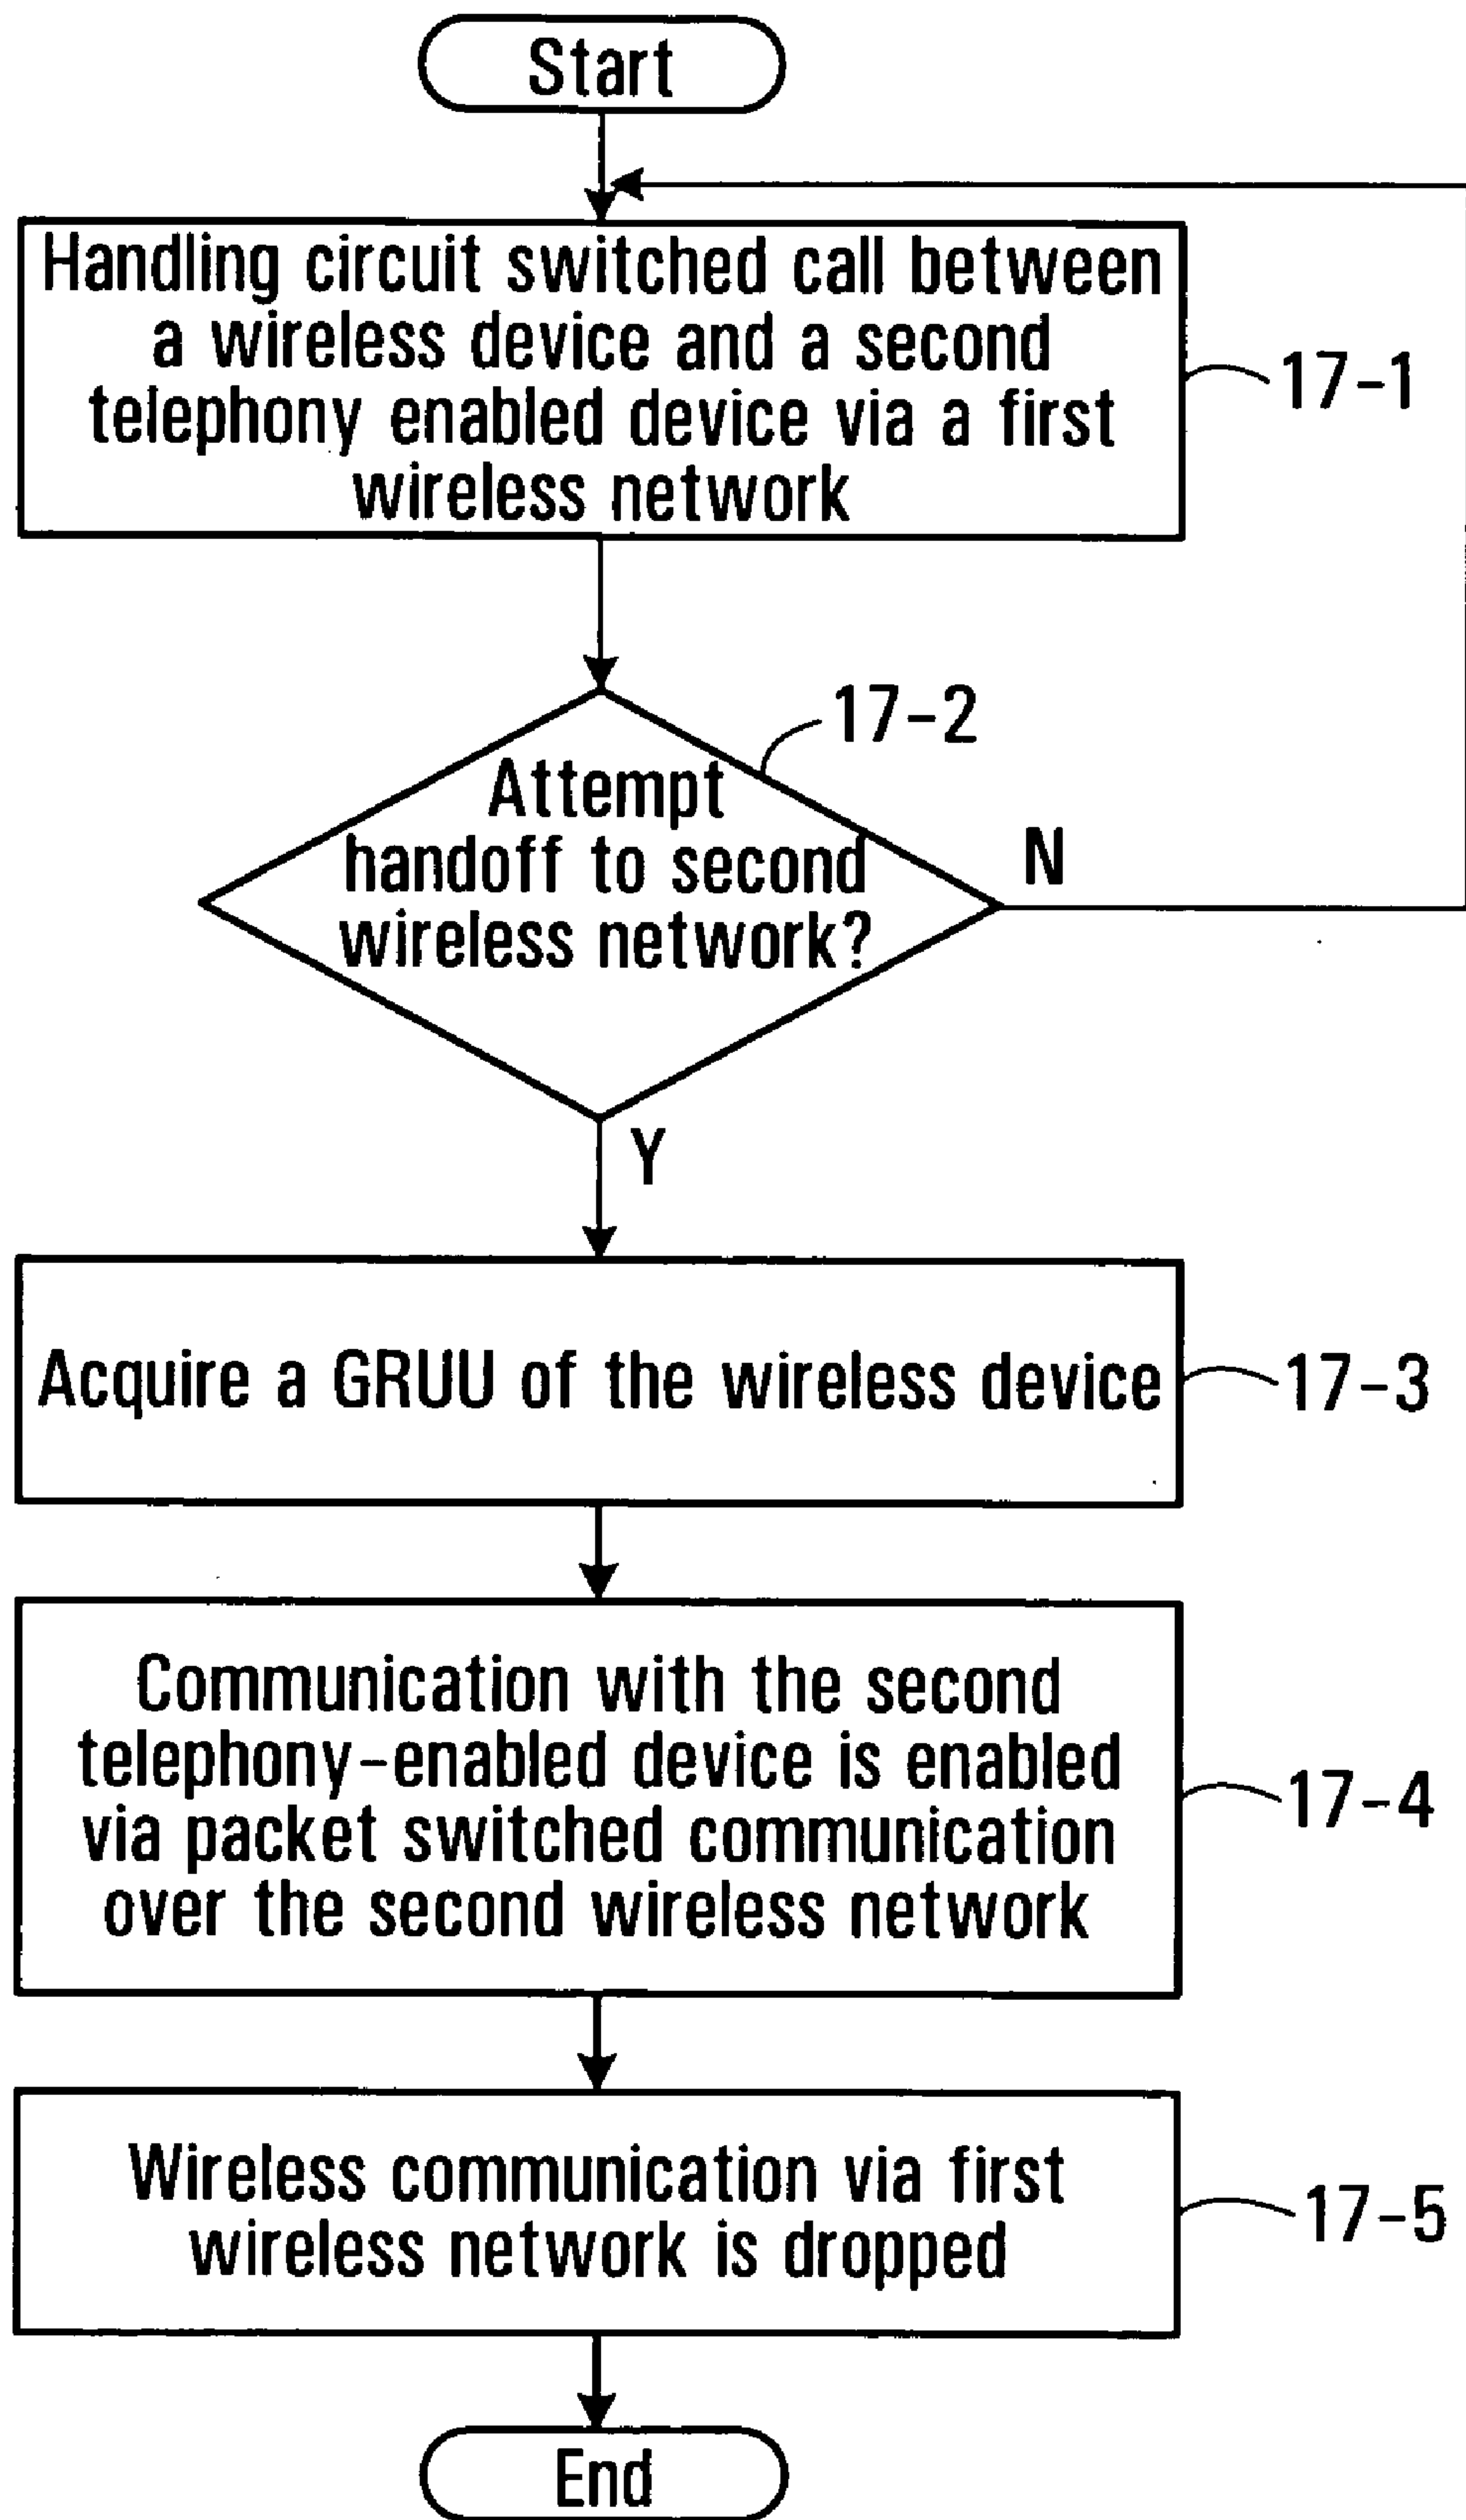 Start
Handling circuit switched call between
a wireless device and a second
telephony enabled device via a first
wireless network
17-1
17-2
Attempt
handoff to second
wireless network?
N
Y
Acquire a GRUU of the wireless device
17-3
Communication with the second
telephony-enabled device is enabled
via packet switched communication
over the second wireless network
17-4
Wireless communication via first
wireless network is dropped
17-5
End